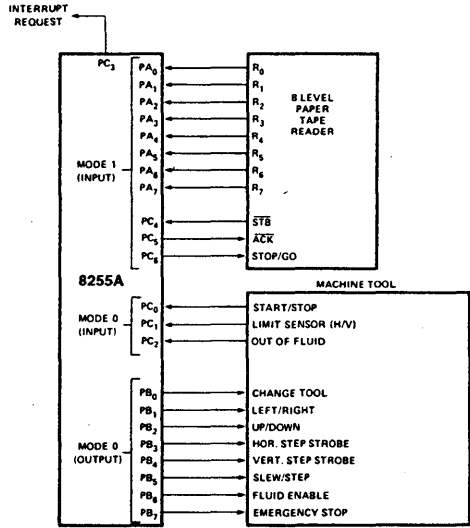 INTERRUPT
REQUEST
PC3
PA0
R0
PA1
R1
PA2
R2
PA3
R3
PA4
R4
PA5
R5
PA6
R6
PA7
R7
8 LEVEL
PAPER
TAPE
READER
MODE 1
(INPUT)
PC4
STB
PC5
ACK
PC6
STOP/GO
8255A
MACHINE TOOL
MODE 0
(INPUT)
PC0
START/STOP
PC1
LIMIT SENSOR (H/V)
PC2
OUT OF FLUID
MODE 0
(OUTPUT)
PB0
CHANGE TOOL
PB1
LEFT/RIGHT
PB2
UP/DOWN
PB3
HOR. STEP STROBE
PB4
VERT. STEP STROBE
PB5
SLEW/STEP
PB6
FLUID ENABLE
PB7
EMERGENCY STOP